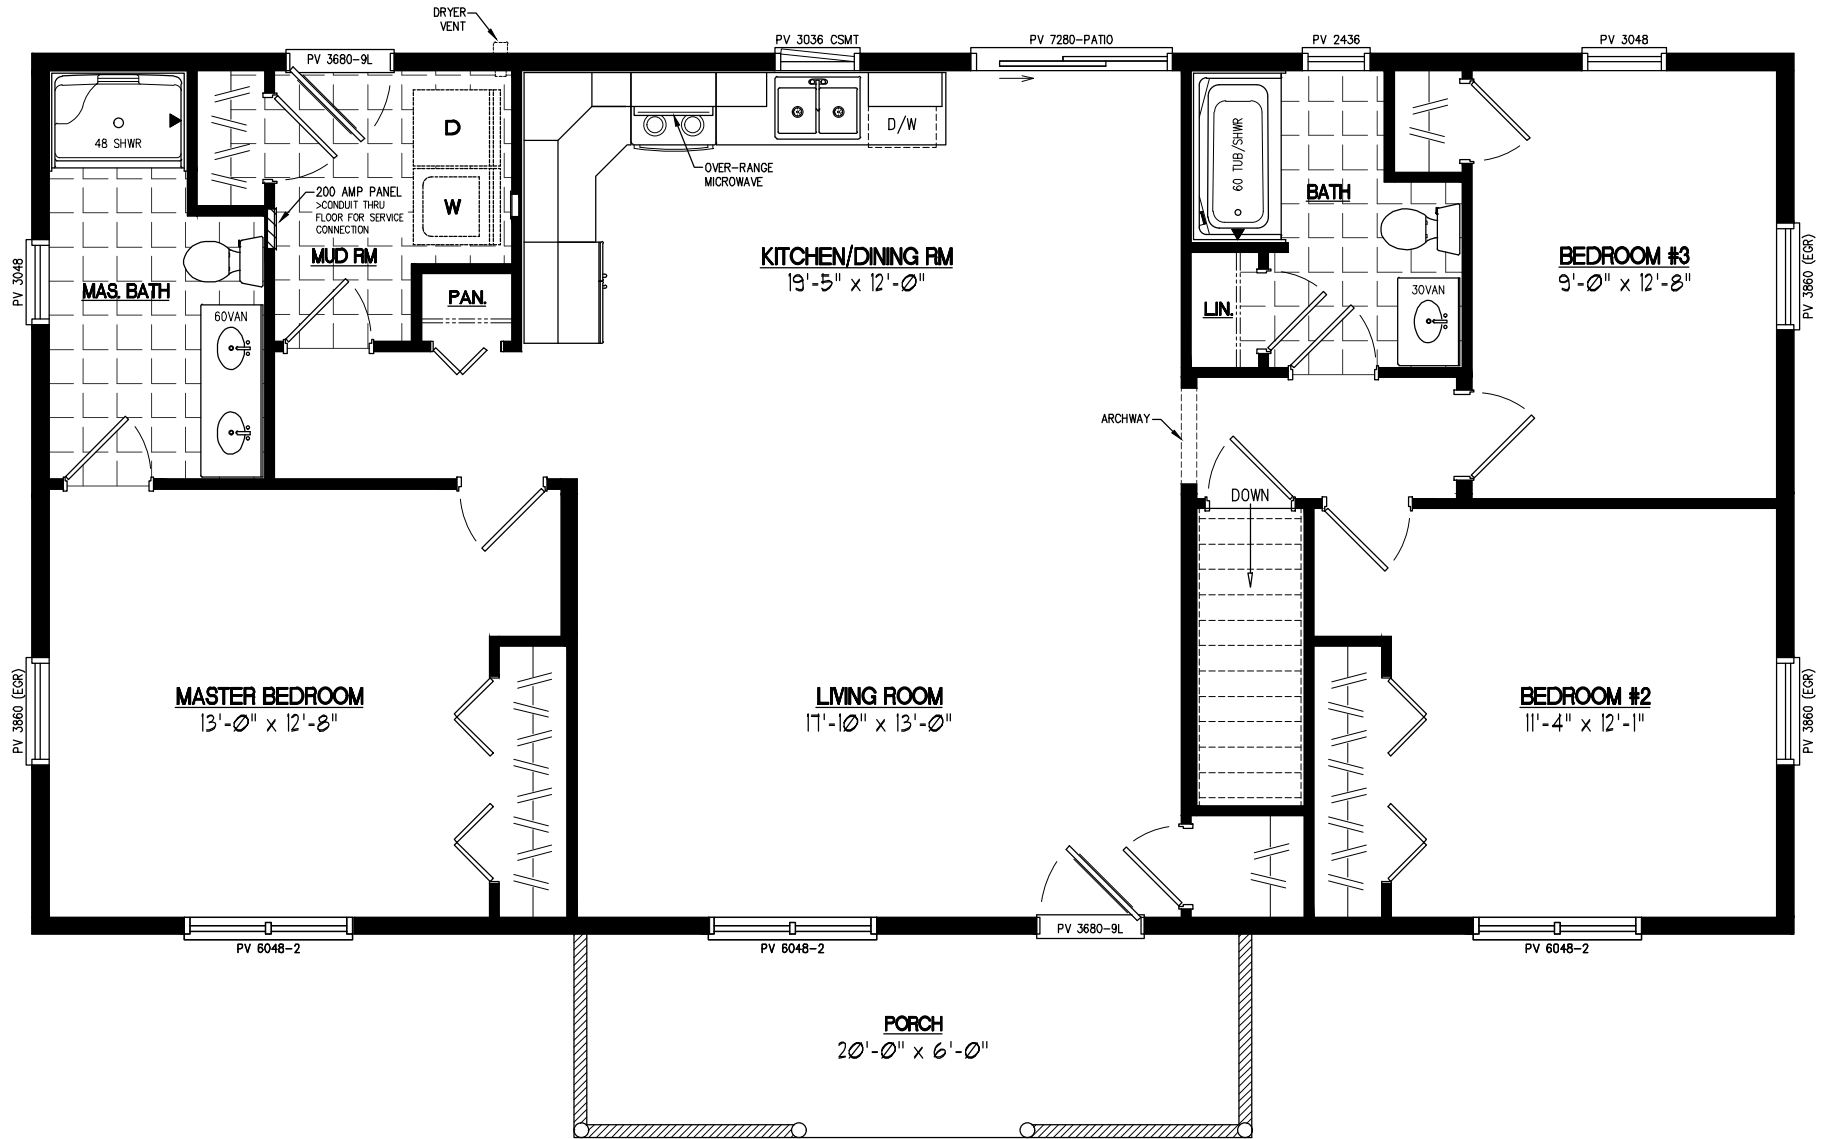 DRYER
VENT
PV 3680-9L
PV 3036 CSMT
PV 7280-PATIO
PV 2436
PV 3048
48 SHWR
D
W
D/W
OVER-RANGE
MICROWAVE
60 TUB/SHWR
BATH
200 AMP PANEL
>CONDUIT THRU
FLOOR FOR SERVICE
CONNECTION
MUD RM
KITCHEN/DINING RM
19'-5" x 12'-0"
BEDROOM #3
9'-0" x 12'-8"
PV 3048
PV 3860 (EGR)
MAS. BATH
PAN.
LIN.
30VAN
60VAN
ARCHWAY
DOWN
MASTER BEDROOM
13'-0" x 12'-8"
LIVING ROOM
17'-10" x 13'-0"
BEDROOM #2
11'-4" x 12'-1"
PV 3860 (EGR)
PV 3860 (EGR)
PV 3680-9L
PV 6048-2
PV 6048-2
PV 6048-2
PORCH
20'-0" x 6'-0"